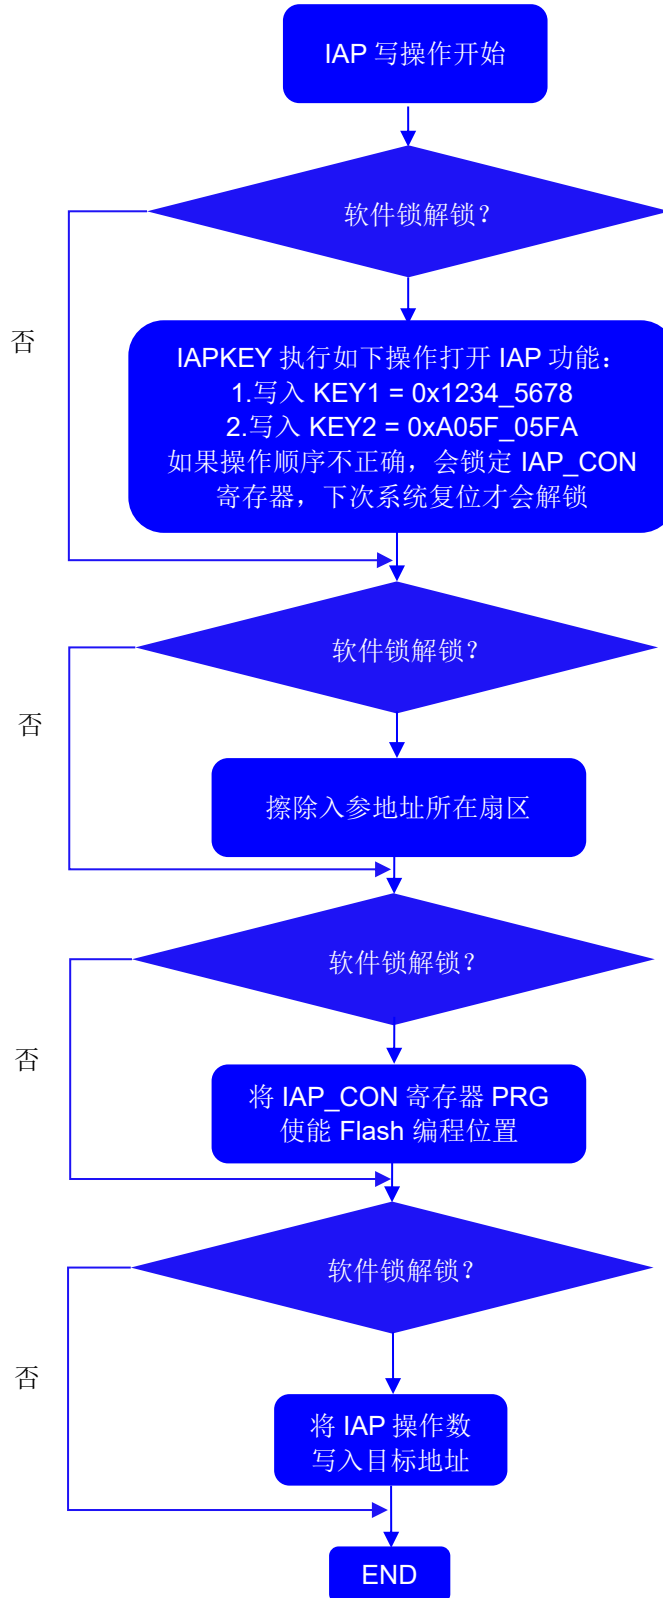 IAP 写操作开始
软件锁解锁？
否
IAPKEY 执行如下操作打开 IAP 功能：
1.写入 KEY1 = 0x1234_5678
2.写入 KEY2 = 0xA05F_05FA
如果操作顺序不正确，会锁定 IAP_CON
寄存器，下次系统复位才会解锁
软件锁解锁？
否
擦除入参地址所在扇区
软件锁解锁？
否
将 IAP_CON 寄存器 PRG
使能 Flash 编程位置
软件锁解锁？
否
将 IAP 操作数
写入目标地址
END